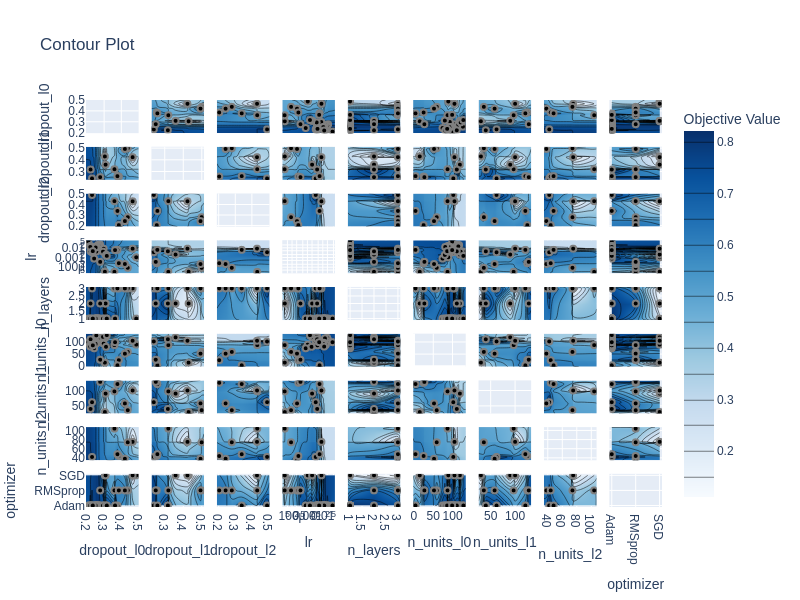 Contour Plot
Objective Value
0.8
0.7
0.6
0.5
0.4
0.3
0.2
dropout_l0
0.5
0.4
0.3
0.2
0.5
0.4
0.3
0.5
0.4
0.3
0.2
lr
0.01
0.001
n_layers
3
2.5
2
1.5
1
n_units_l0
100
50
0
n_units_l1
100
50
n_units_l2
100
80
60
40
optimizer
SGD
RMSprop
Adam
0.2 0.3 0.4 0.5
0.3 0.4 0.5
0.2 0.3 0.4 0.5
1 1.5 2 2.5 3
0 50 100
50 100
40 60 80 100
Adam RMSprop SGD
dropout_l0 dropout_l1 dropout_l2 lr n_layers n_units_l0 n_units_l1 n_units_l2 optimizer